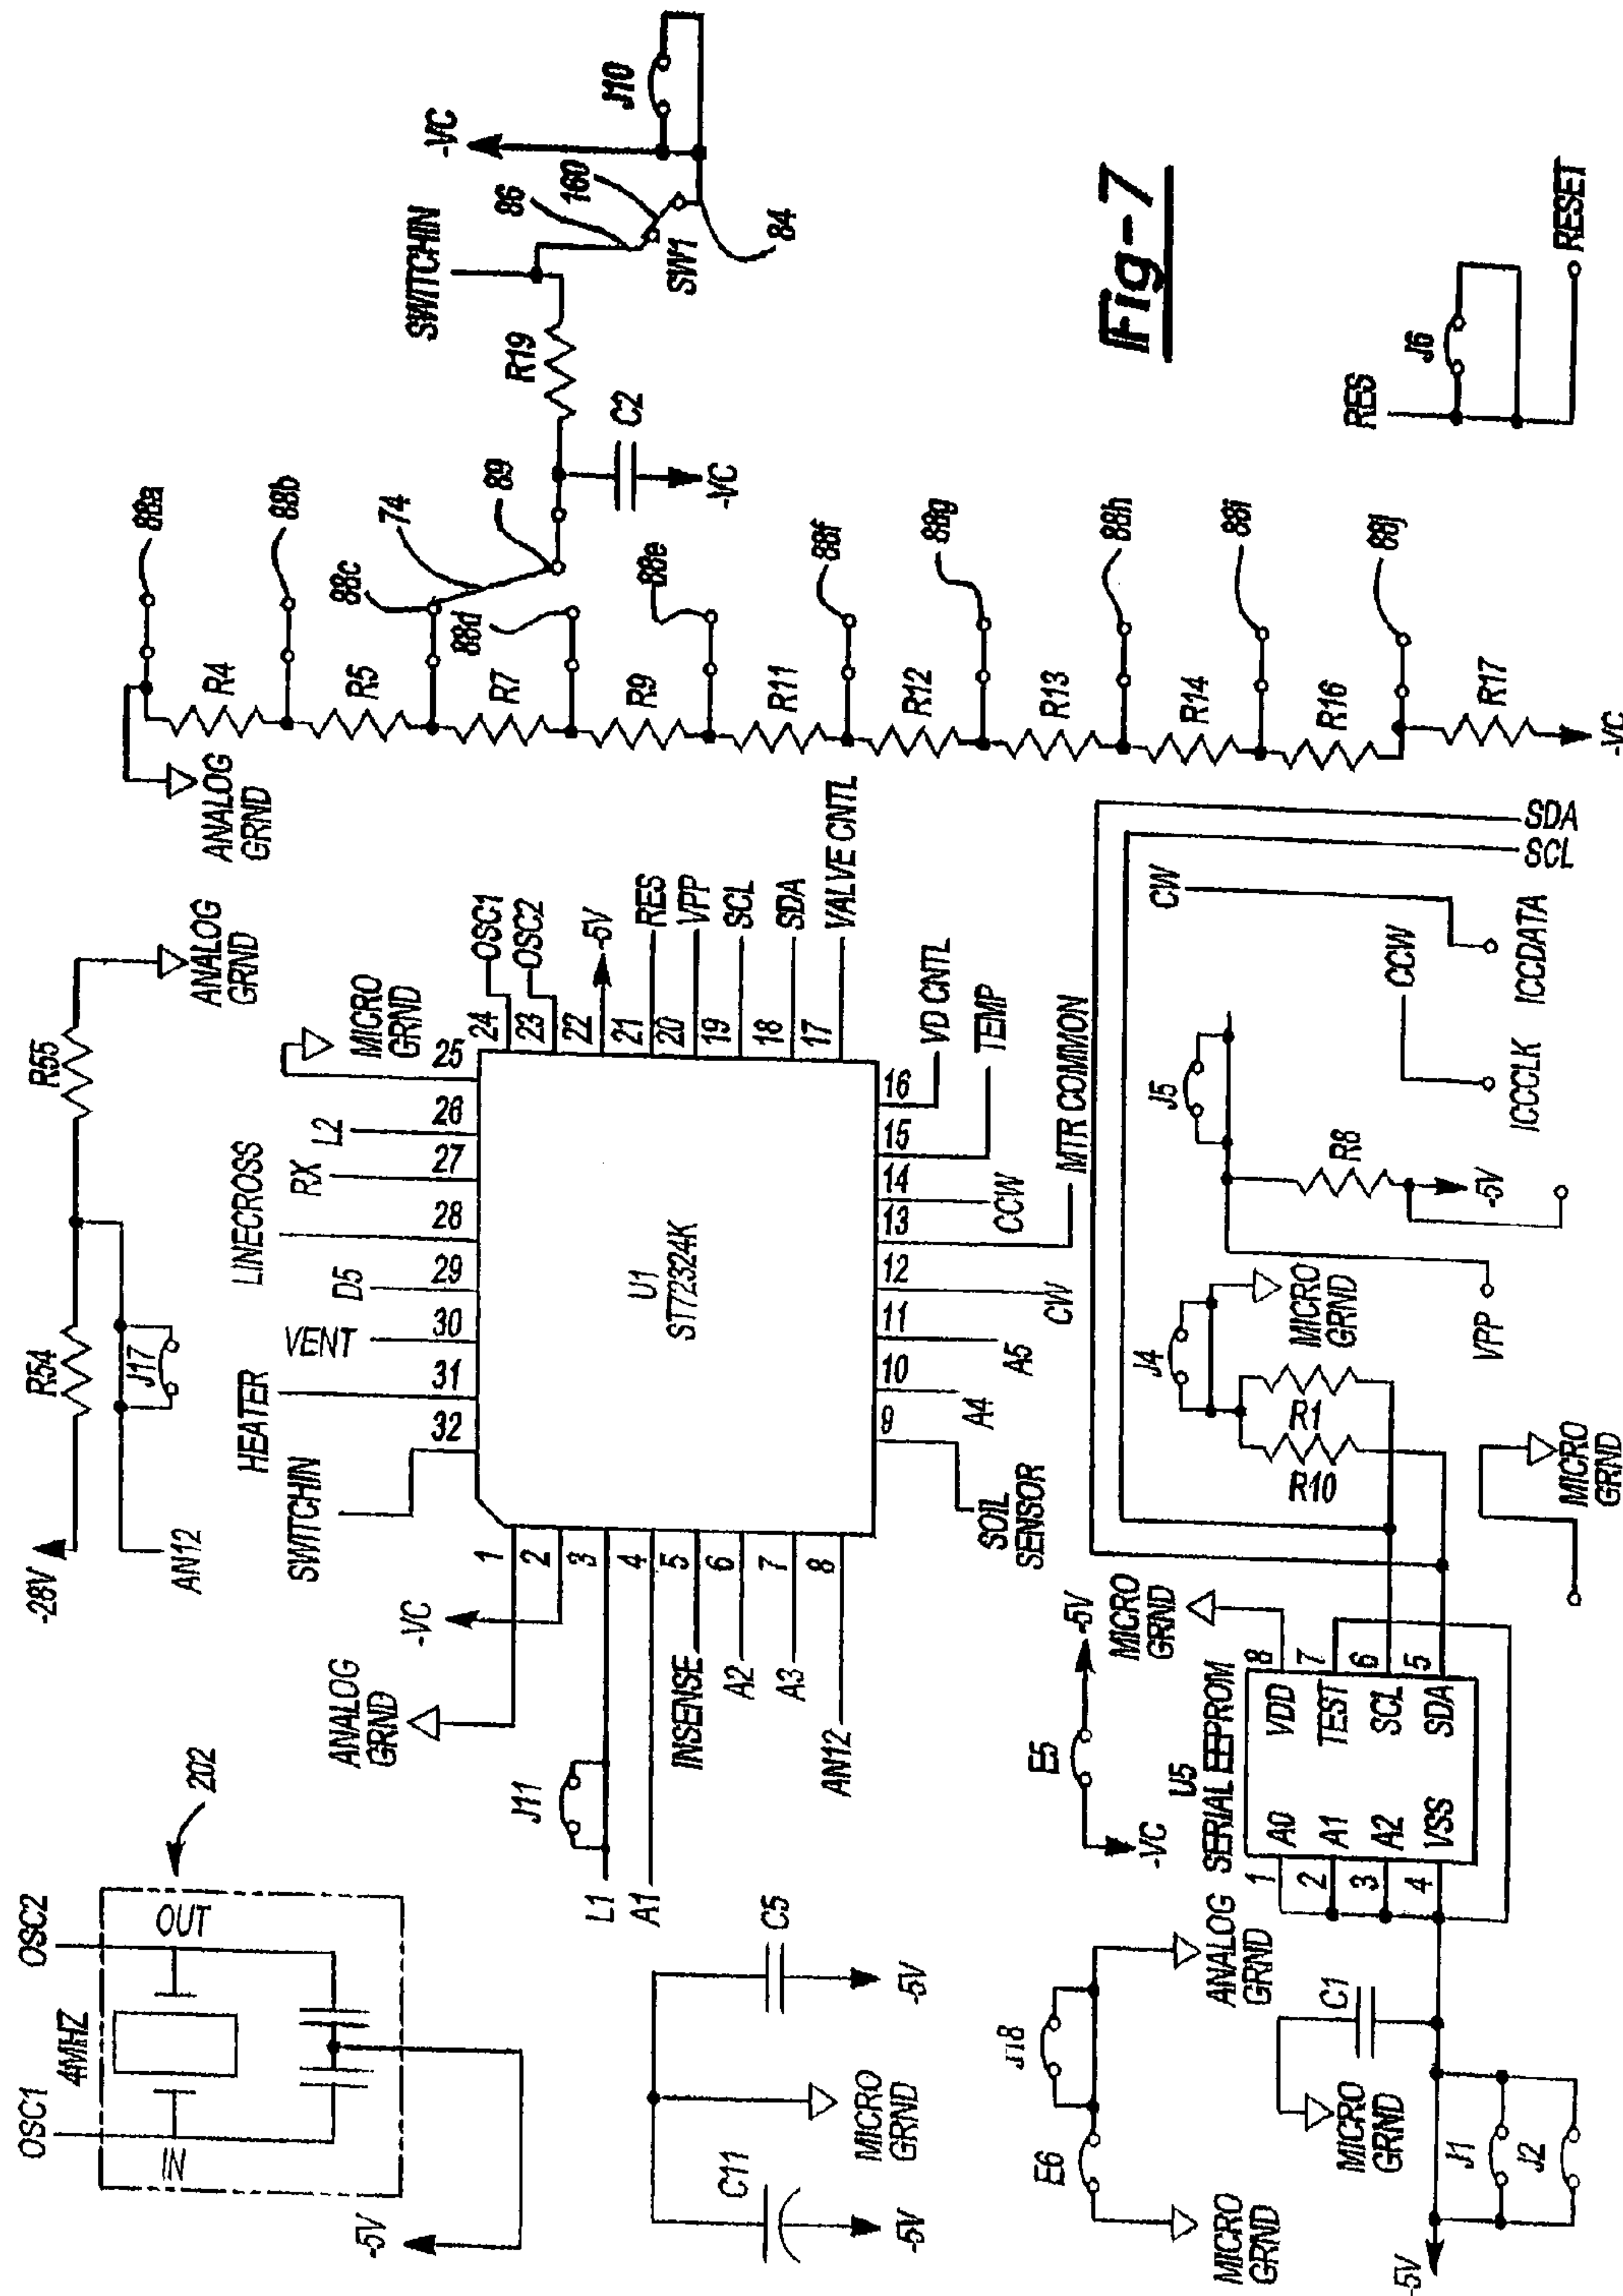 OSC1
OSC2
4MHZ
IN
OUT
202
-5V
-28V
R54
R55
J17
AN12
ANALOG
GRND
ANALOG
GRND
88a
R4
88b
R5
88c
74
R7
88d
89
R9
88e
R11
88f
R12
88g
R13
88h
R14
88i
R16
88j
R17
-VC
C2
-VC
R19
SWITCHIN
86
160
SW1
84
-VC
J10
SWITCHIN
HEATER
VENT
D5
LINECROSS
RX
L2
MICRO
GRND
32
31
30
29
28
27
26
25
U1
ST72324K
1
2
3
4
5
6
7
8
ANALOG
GRND
-VC
J11
L1
A1
INSENSE
A2
A3
AN12
24
23
22
21
20
19
18
17
OSC1
OSC2
-5V
RES
VPP
SCL
SDA
VALVE CNTL
9
10
11
12
13
14
15
16
SOIL
SENSOR
A4
A5
CW
MTR COMMON
CCW
TEMP
VD CNTL
C11
C5
-5V
MICRO
GRND
-5V
E6
J18
MICRO
GRND
ANALOG
GRND
E5
-VC
-5V
U5
SERIAL EEPROM
1
2
3
4
A0
A1
A2
VSS
VDD
TEST
SCL
SDA
8
7
6
5
MICRO
GRND
C1
MICRO
GRND
J1
J2
-5V
R10
R1
J4
MICRO
GRND
MICRO
GRND
J5
R8
-5V
VPP
ICCCLK
ICCDATA
CCW
CW
SCL
SDA
RES
J6
RESET
Fig-7